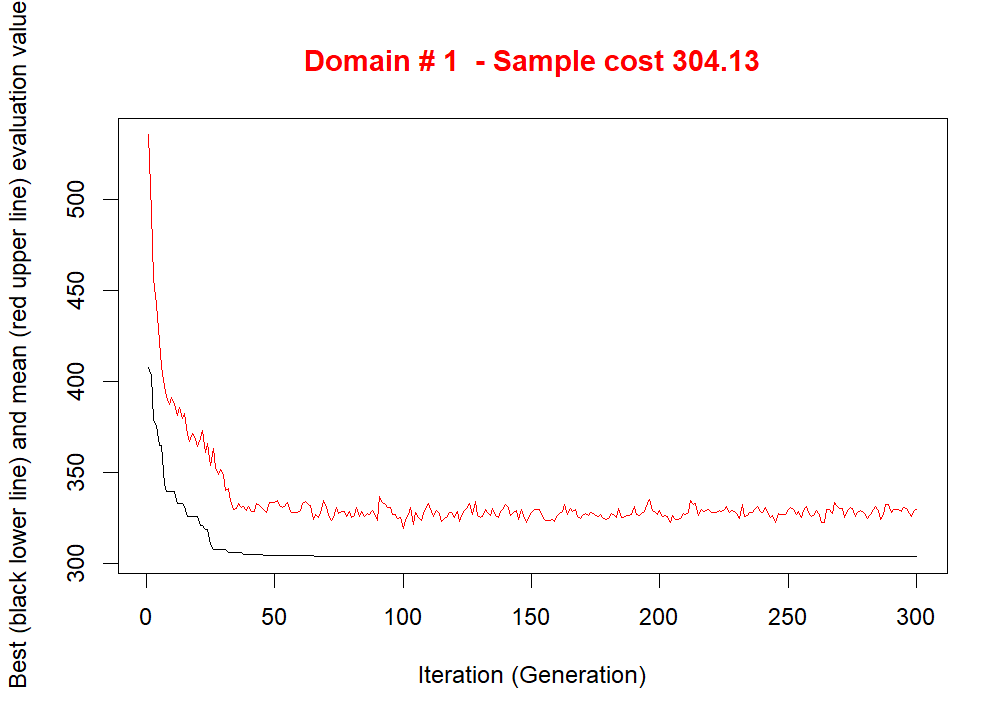 Domain # 1  - Sample cost 304.13
Best (black lower line) and mean (red upper line) evaluation value
500
450
400
350
300
0 50 100 150 200 250 300
Iteration (Generation)